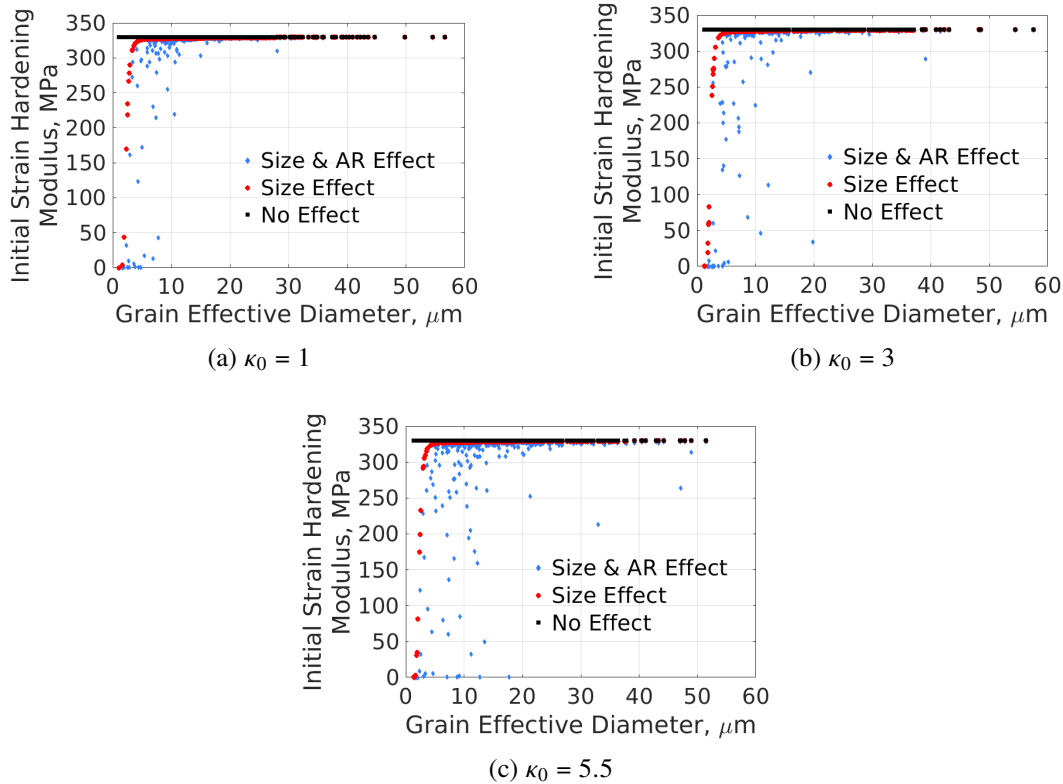 350
300
250
200
150
100
50
0
Initial Strain Hardening
Modulus, MPa
Size & AR Effect
Size Effect
No Effect
0 10 20 30 40 50 60
Grain Effective Diameter, μm
(a) κ0 = 1
350
300
250
200
150
100
50
0
Initial Strain Hardening
Modulus, MPa
Size & AR Effect
Size Effect
No Effect
0 10 20 30 40 50 60
Grain Effective Diameter, μm
(b) κ0 = 3
350
300
250
200
150
100
50
0
Initial Strain Hardening
Modulus, MPa
Size & AR Effect
Size Effect
No Effect
0 10 20 30 40 50 60
Grain Effective Diameter, μm
(c) κ0 = 5.5